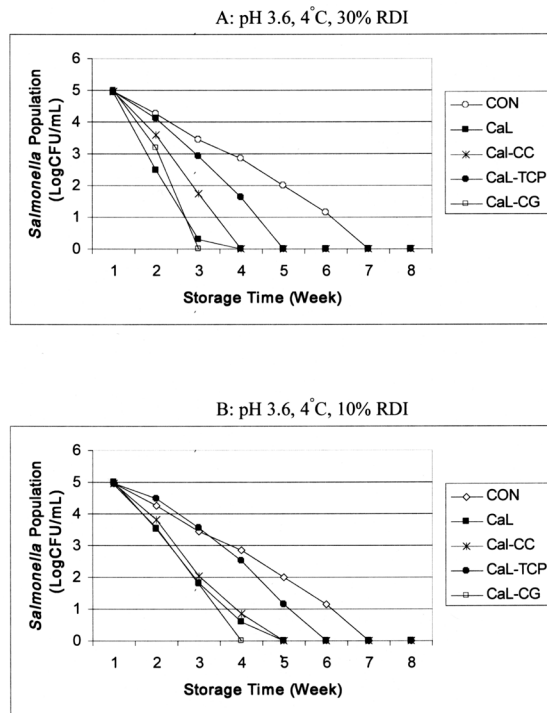 A: pH 3.6, 4°C, 30% RDI
6
5
4
3
2
1
0
Salmonella Population
(LogCFU/mL)
1 2 3 4 5 6 7 8
Storage Time (Week)
CON
CaL
Cal-CC
CaL-TCP
CaL-CG
B: pH 3.6, 4°C, 10% RDI
6
5
4
3
2
1
0
Salmonella Population
(LogCFU/mL)
1 2 3 4 5 6 7 8
Storage Time (Week)
CON
CaL
Cal-CC
CaL-TCP
CaL-CG